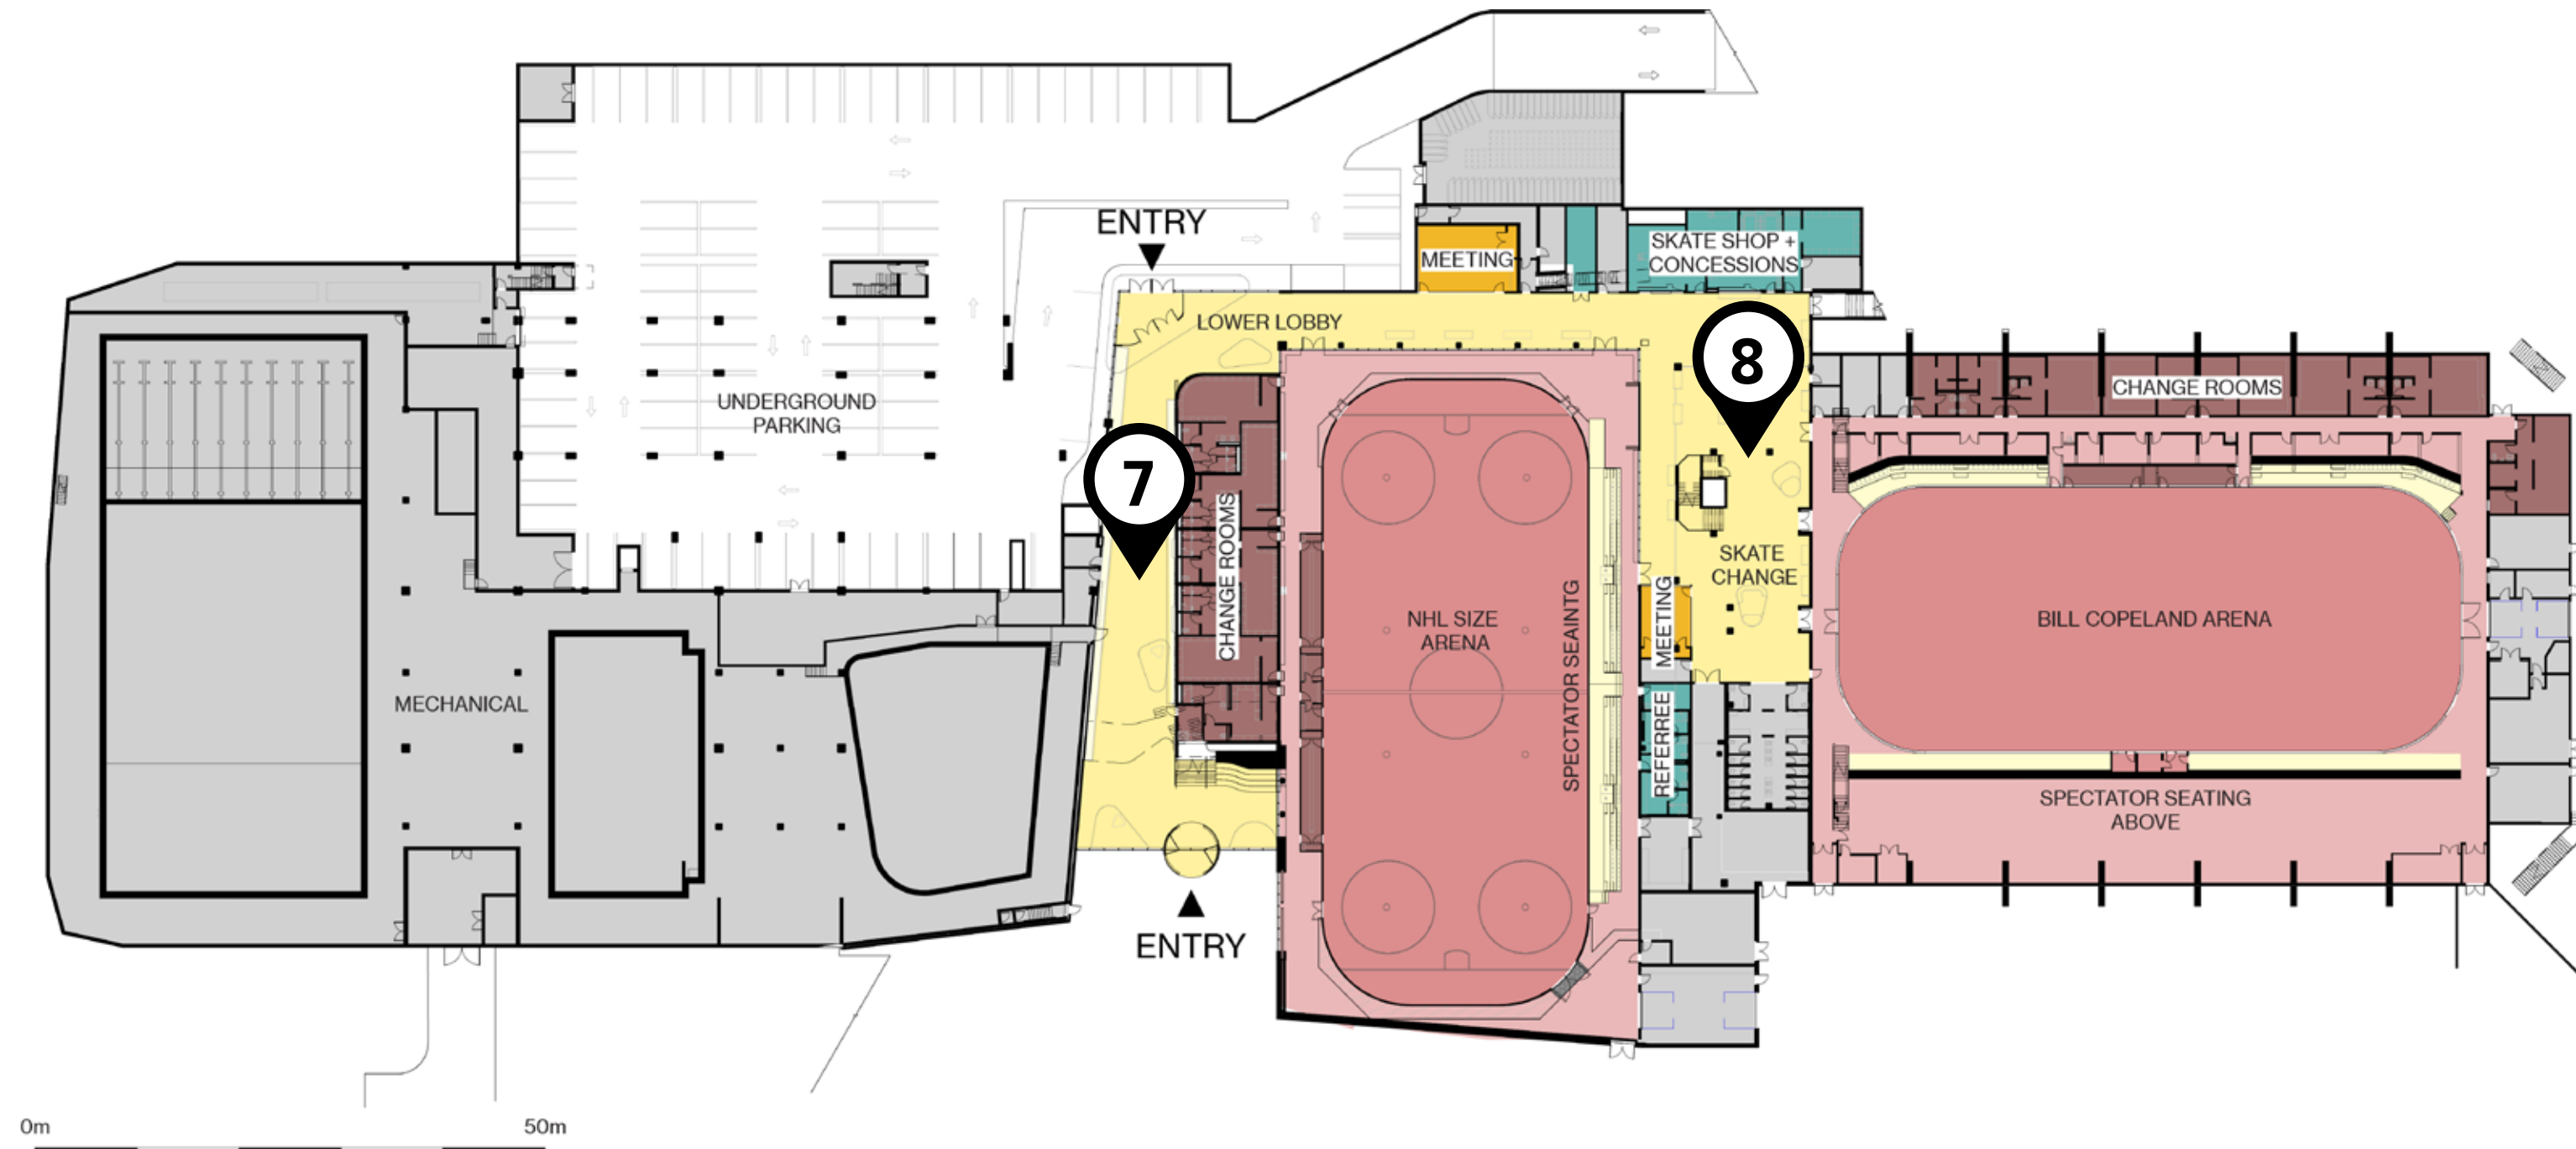 ENTRY
MEETING
SKATE SHOP +
CONCESSIONS
LOWER LOBBY
8
CHANGE ROOMS
UNDERGROUND
PARKING
7
CHANGE ROOMS
NHL SIZE
ARENA
SPECTATOR SEAINTG
MEETING
SKATE
CHANGE
REFERREE
BILL COPELAND ARENA
MECHANICAL
SPECTATOR SEATING
ABOVE
ENTRY
0m 50m